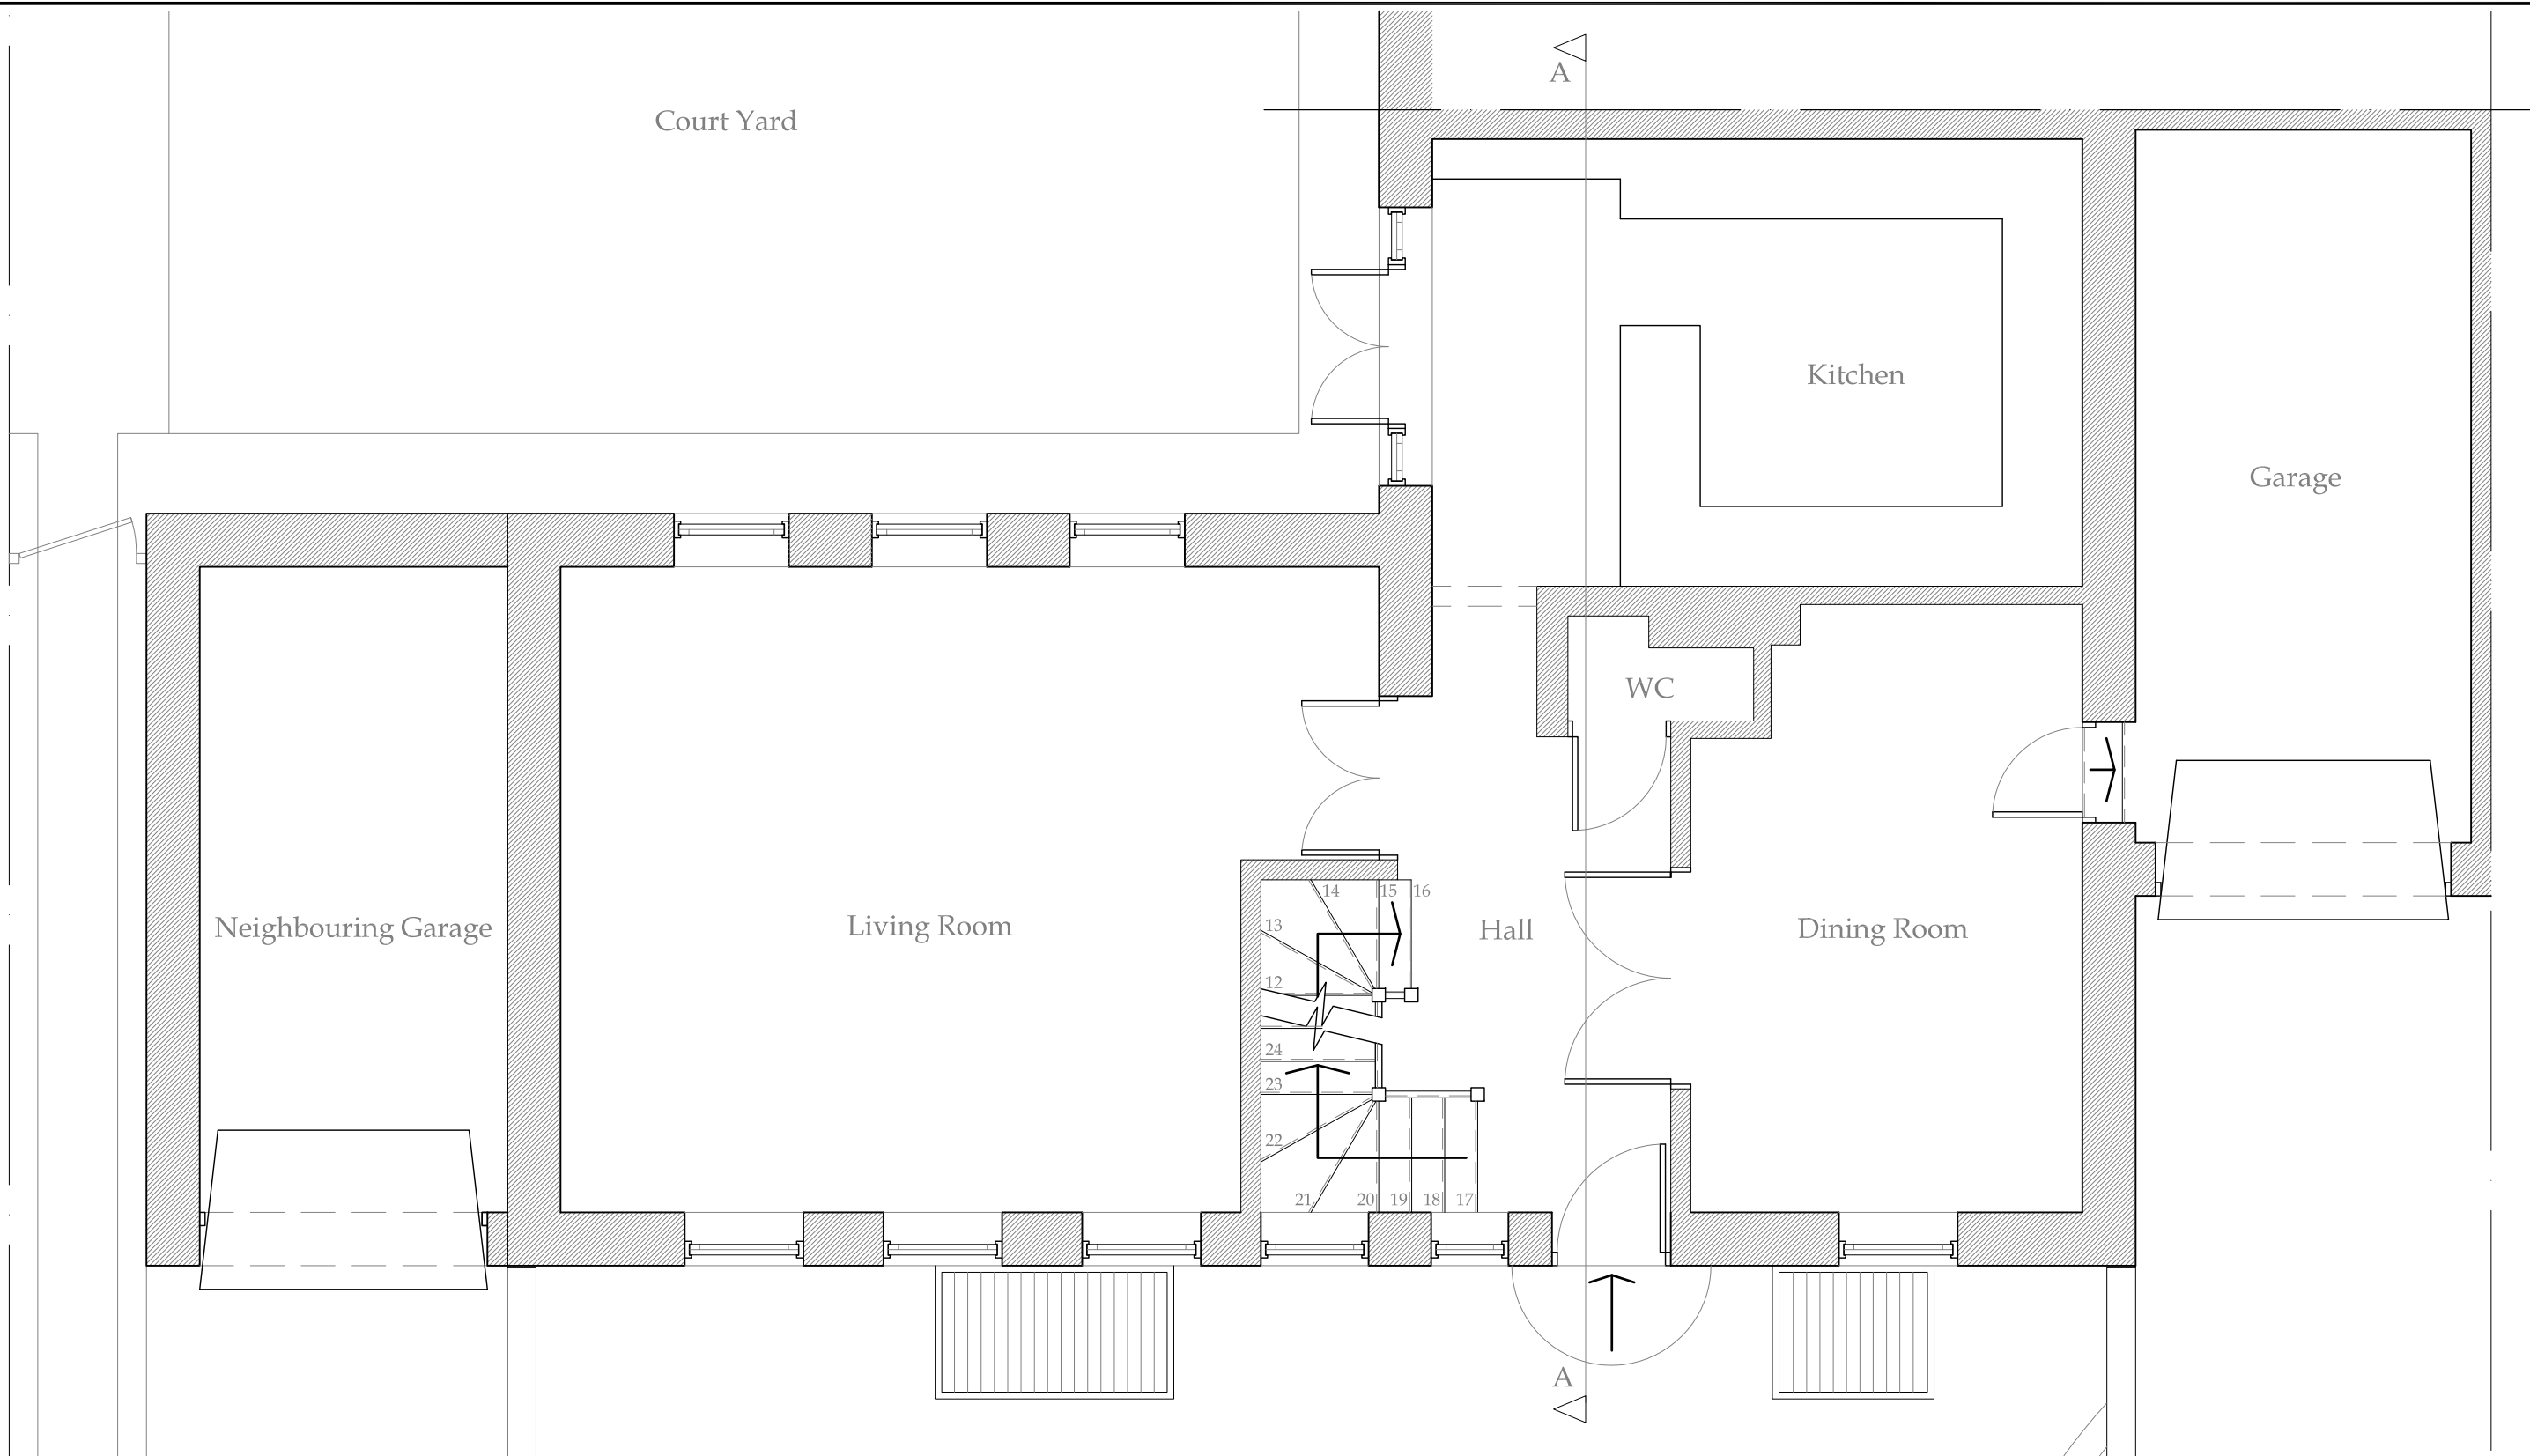 A
Court Yard
Kitchen
Garage
WC
Neighbouring Garage
Living Room
Hall
Dining Room
14
15
16
13
12
24
23
22
21
20
19
18
17
A